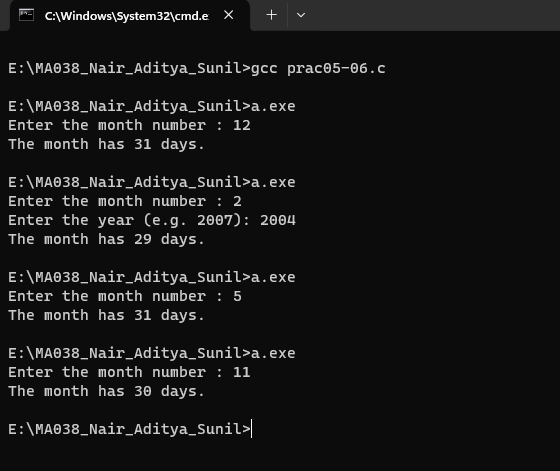 C:\Windows\System32\cmd.e
E:\MA038_Nair_Aditya_Sunil>gcc prac05-06.c
E:\MA038_Nair_Aditya_Sunil>a.exe
Enter the month number : 12
The month has 31 days.
E:\MA038_Nair_Aditya_Sunil>a.exe
Enter the month number : 2
Enter the year (e.g. 2007): 2004
The month has 29 days.
E:\MA038_Nair_Aditya_Sunil>a.exe
Enter the month number : 5
The month has 31 days.
E:\MA038_Nair_Aditya_Sunil>a.exe
Enter the month number : 11
The month has 30 days.
E:\MA038_Nair_Aditya_Sunil>